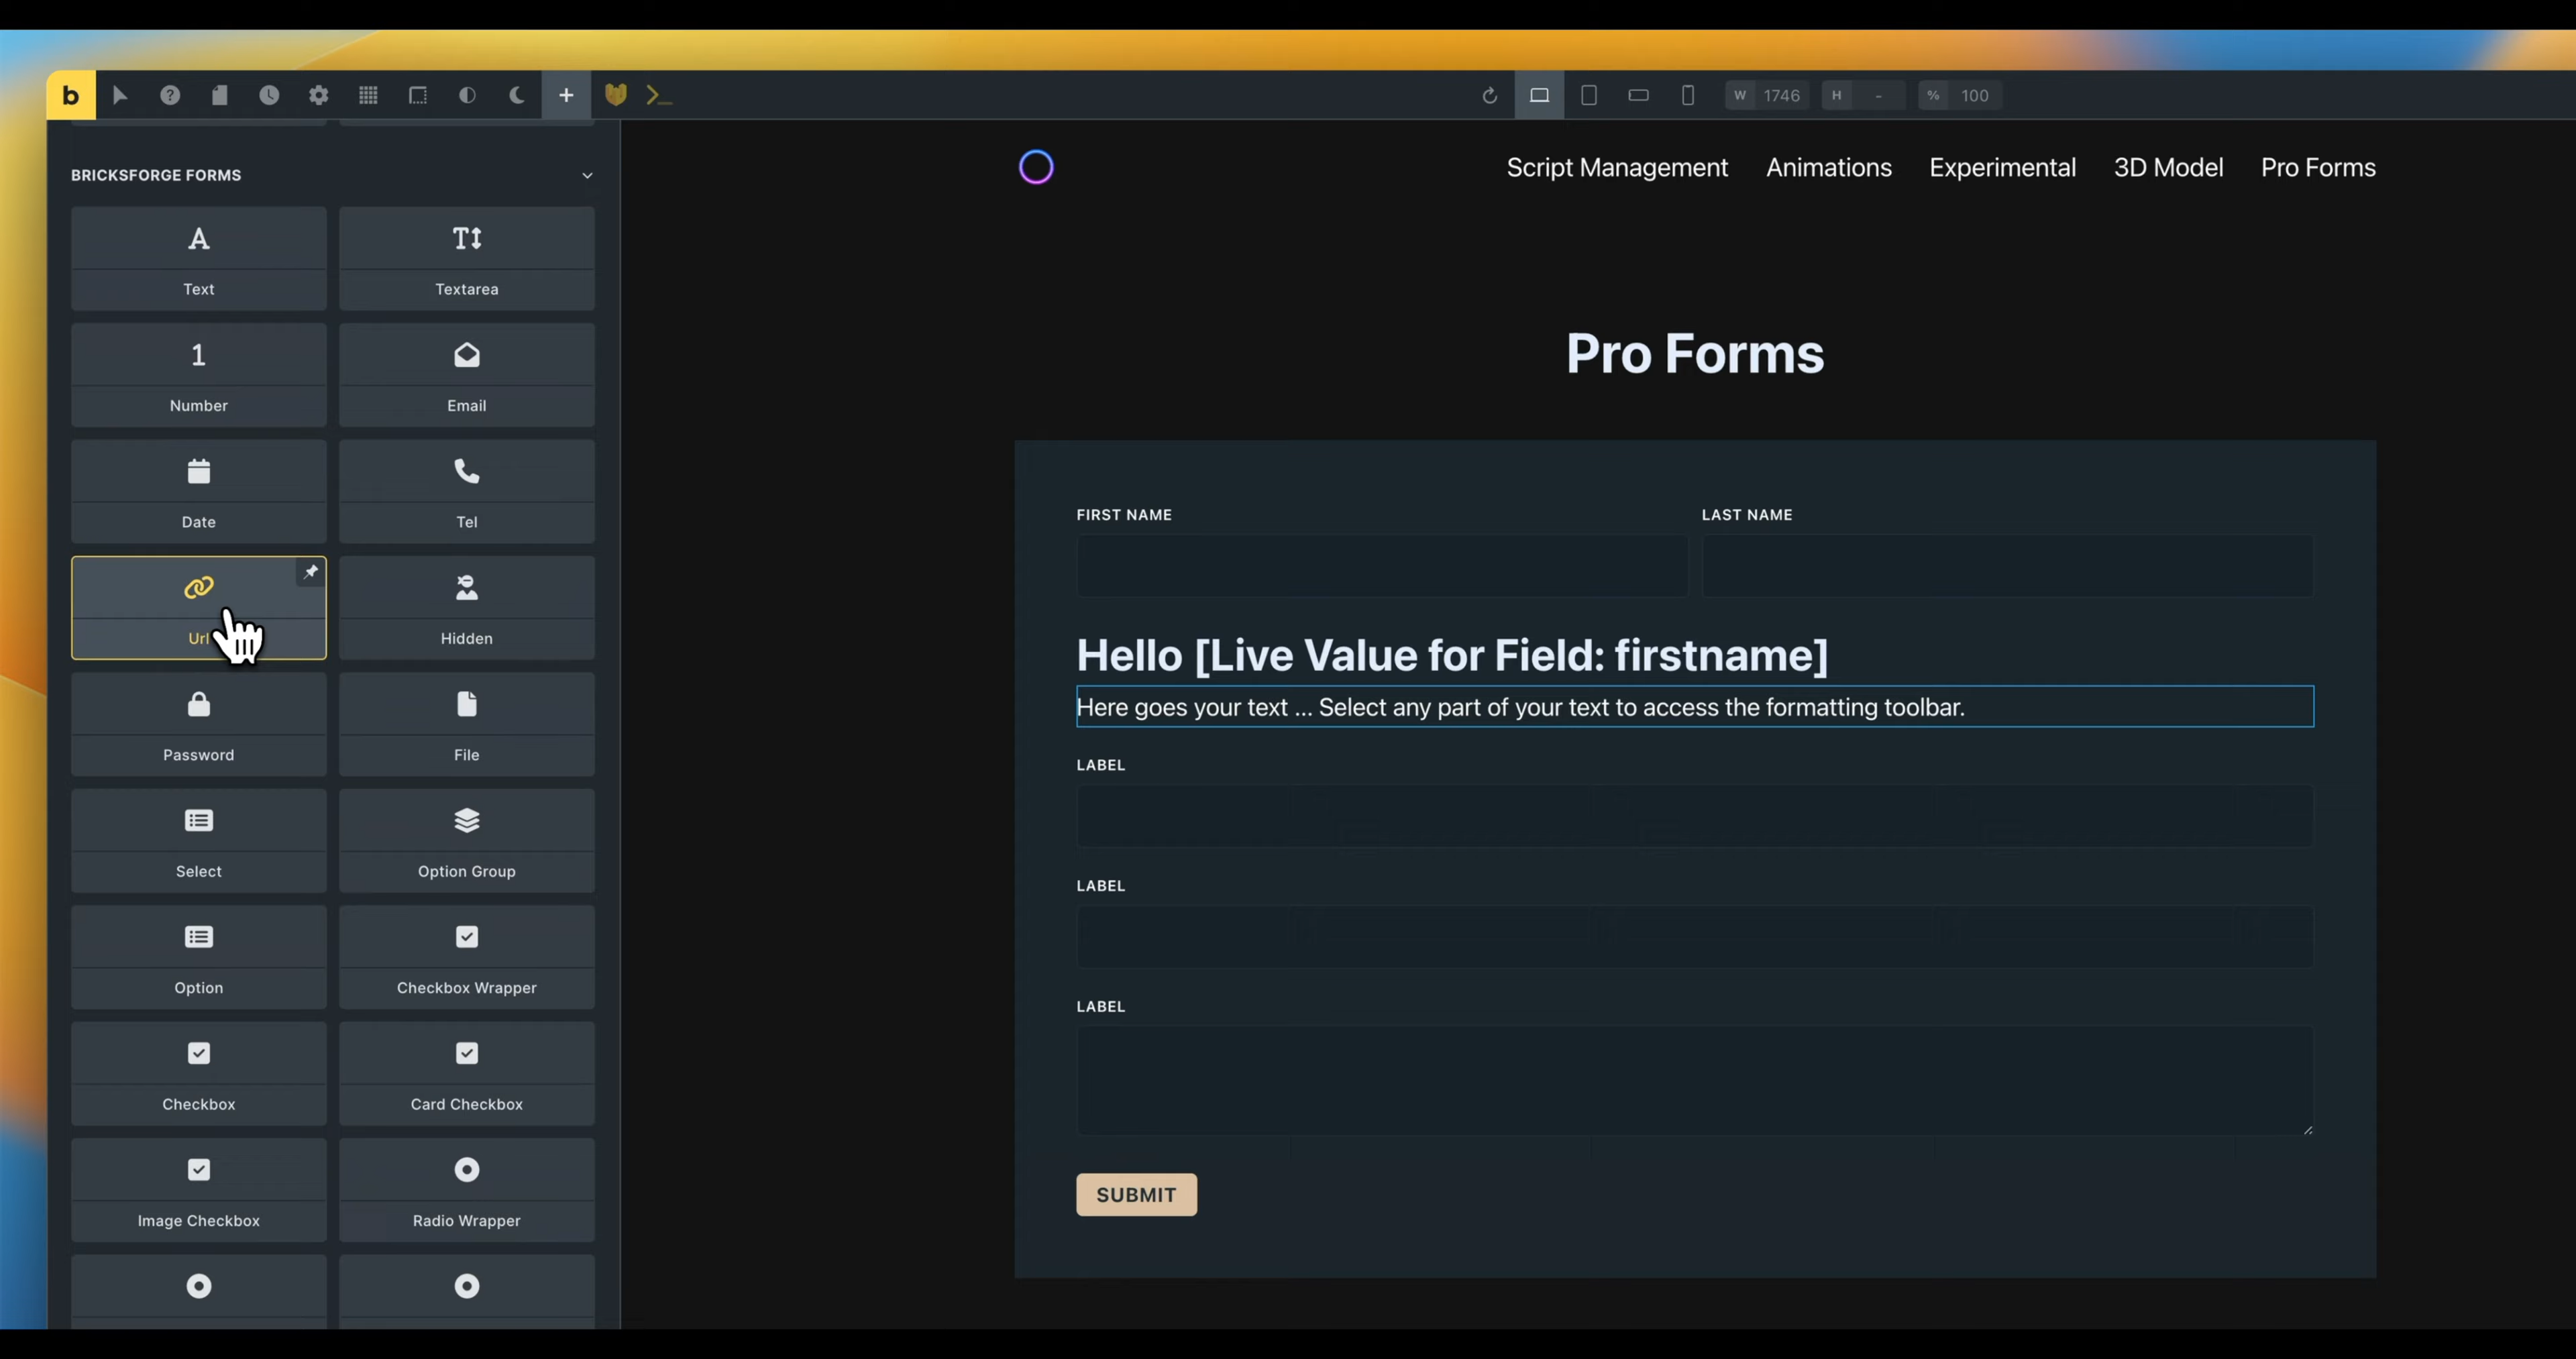 b
W 1746 H - % 100
BRICKSFORGE FORMS
Text
Textarea
Number
Email
Date
Tel
Url
Hidden
Password
File
Select
Option Group
Option
Checkbox Wrapper
Checkbox
Card Checkbox
Image Checkbox
Radio Wrapper
Script Management Animations Experimental 3D Model Pro Forms
Pro Forms
FIRST NAME
LAST NAME
Hello [Live Value for Field: firstname]
Here goes your text ... Select any part of your text to access the formatting toolbar.
LABEL
LABEL
LABEL
SUBMIT